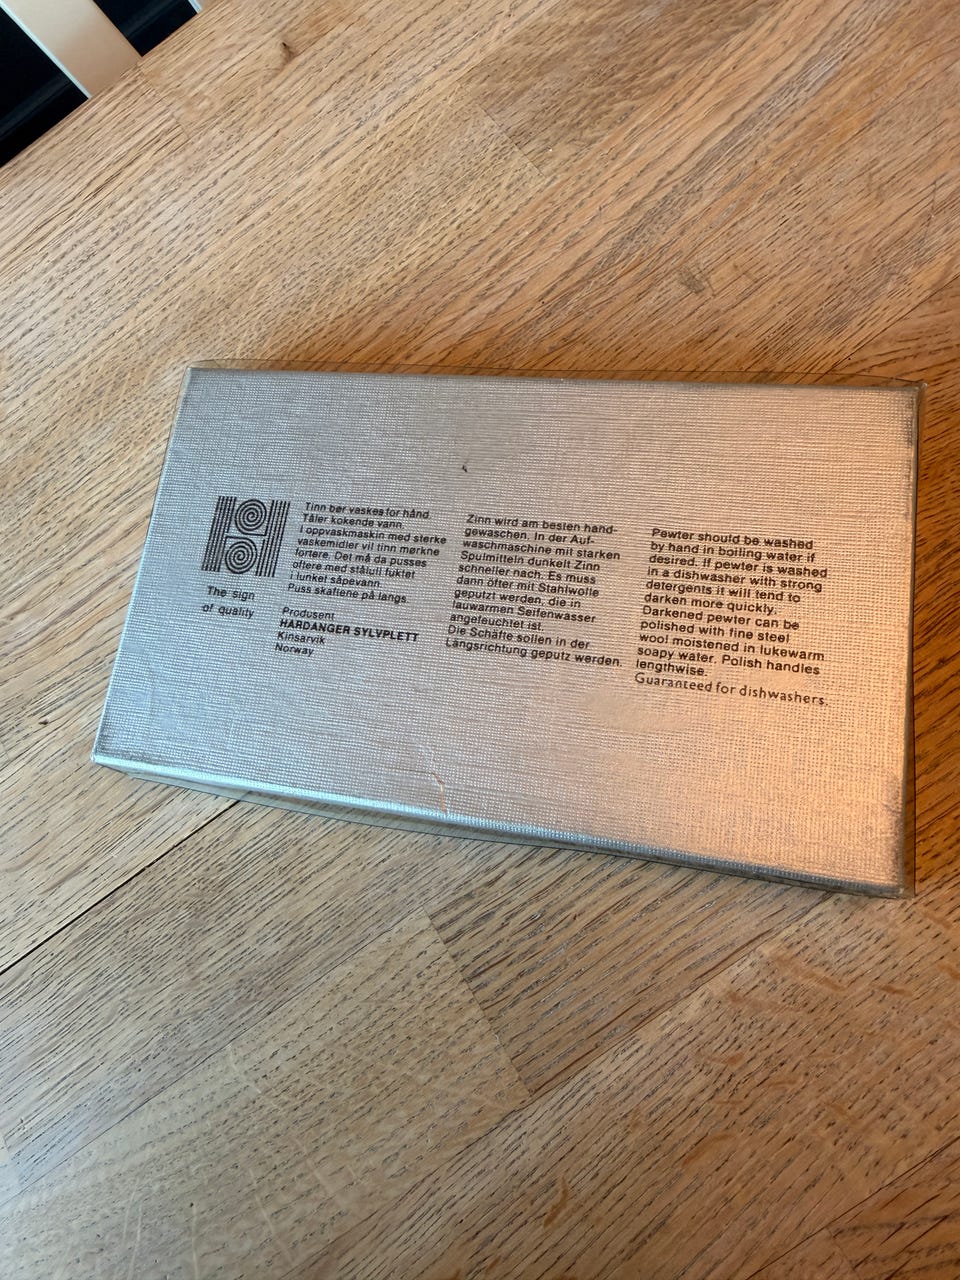 The sign
of quality
Tinn bør vaskes for hånd
Tåler kokende vann.
I oppvaskmaskin med sterke
vaskemidler vil tinn mørkne
fortere. Det må da pusses
oftere med stålull fuktet
i lunket såpevann.
Puss skaftene på langs
Produsent
HARDANGER SYLVPLETT
Kinsarvik
Norway
Zinn wird am besten hand-
gewaschen. In der Auf-
waschmaschine mit starken
Spulmitteln dunkelt Zinn
schneller nach. Es muss
dann öfter mit Stahlwolle
geputzt werden, die in
lauwarmen Seifenwasser
angefeuchtet ist.
Die Schäfte sollen in der
Längsrichtung geputz werden.
Pewter should be washed
by hand in boiling water if
desired. If pewter is washed
in a dishwasher with strong
detergents it will tend to
darken more quickly.
Darkened pewter can be
polished with fine steel
wool moistened in lukewarm
soapy water. Polish handles
lengthwise.
Guaranteed for dishwashers.